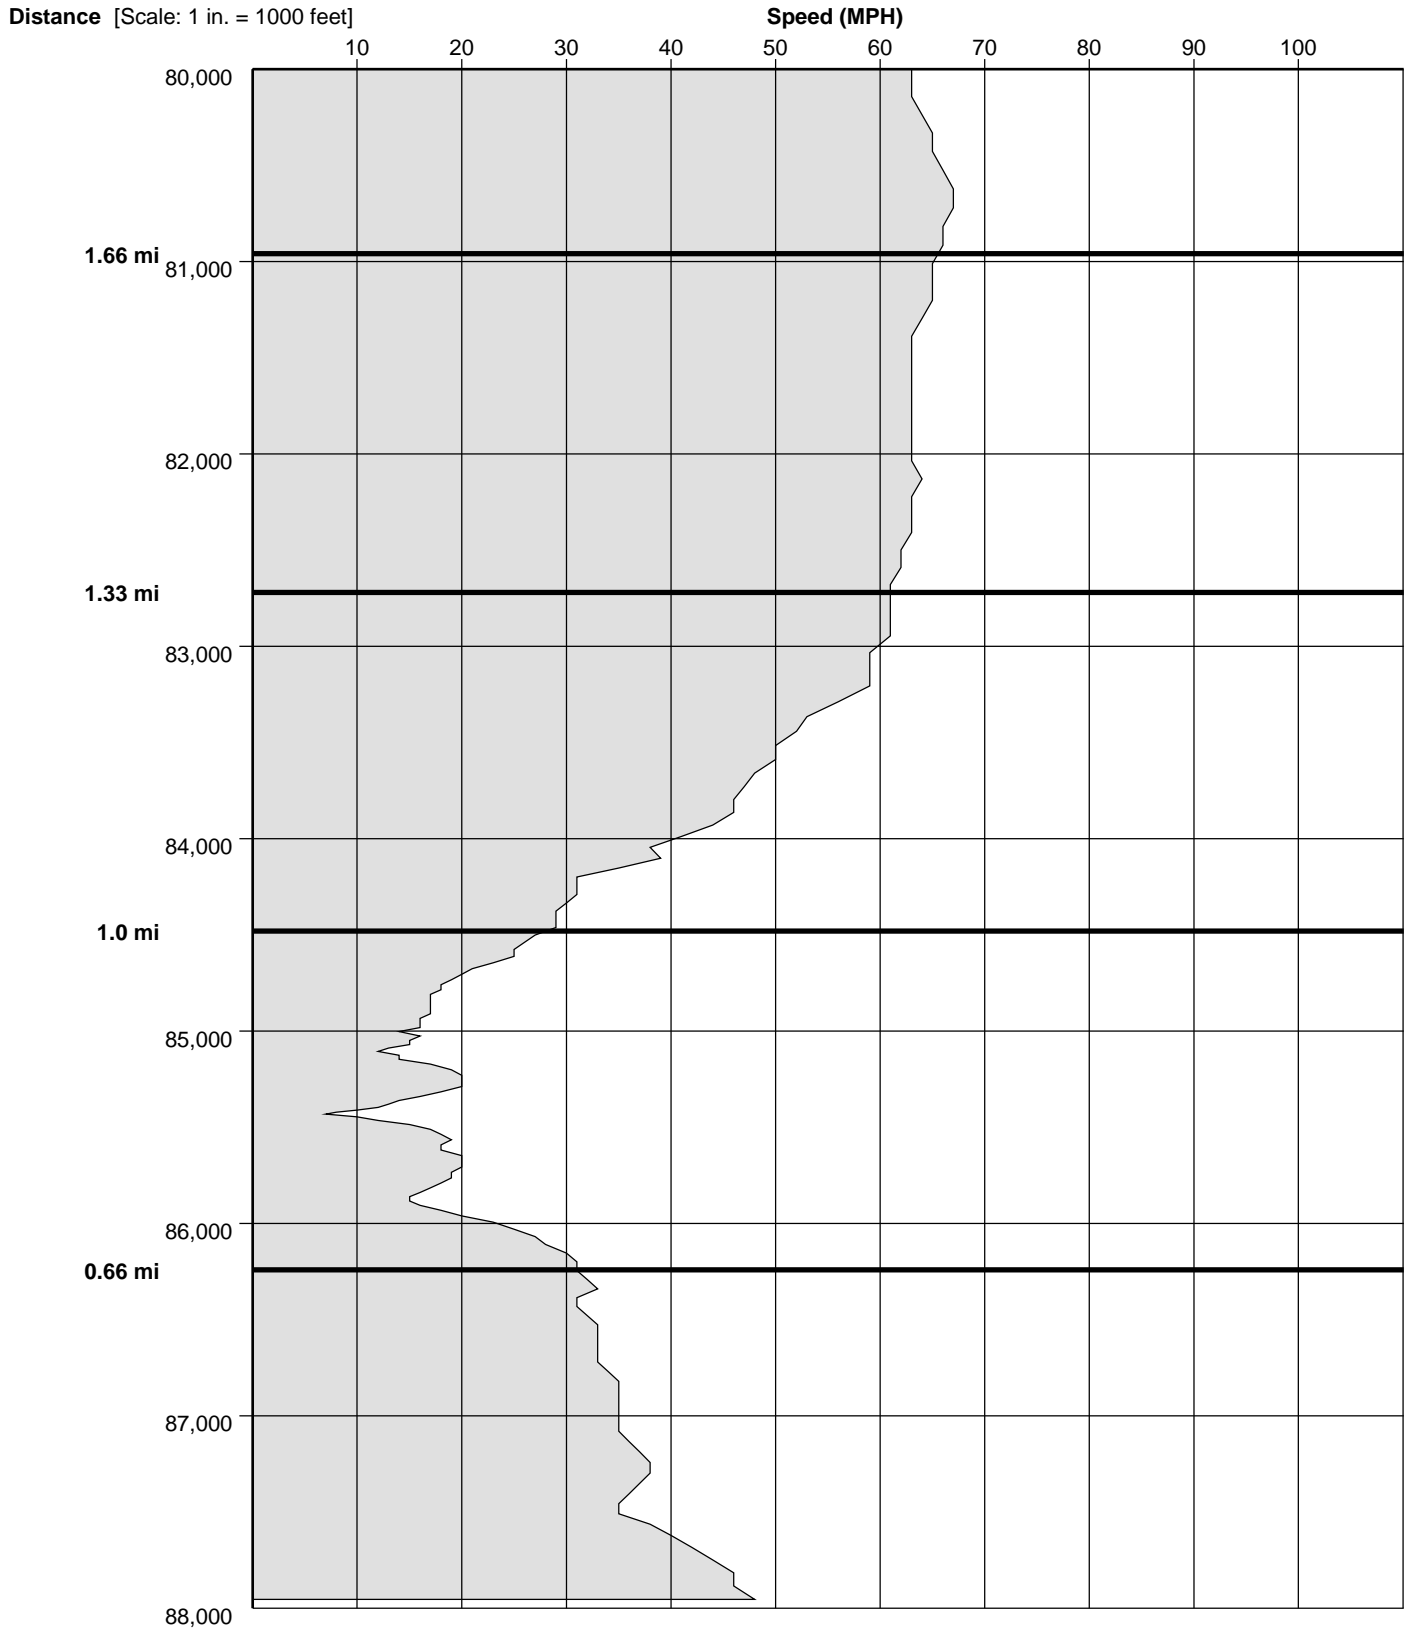 Distance [Scale: 1 in. = 1000 feet] Speed (MPH)
10 20 30 40 50 60 70 80 90 100
80,000
1.66 mi
81,000
82,000
1.33 mi
83,000
84,000
1.0 mi
85,000
86,000
0.66 mi
87,000
88,000